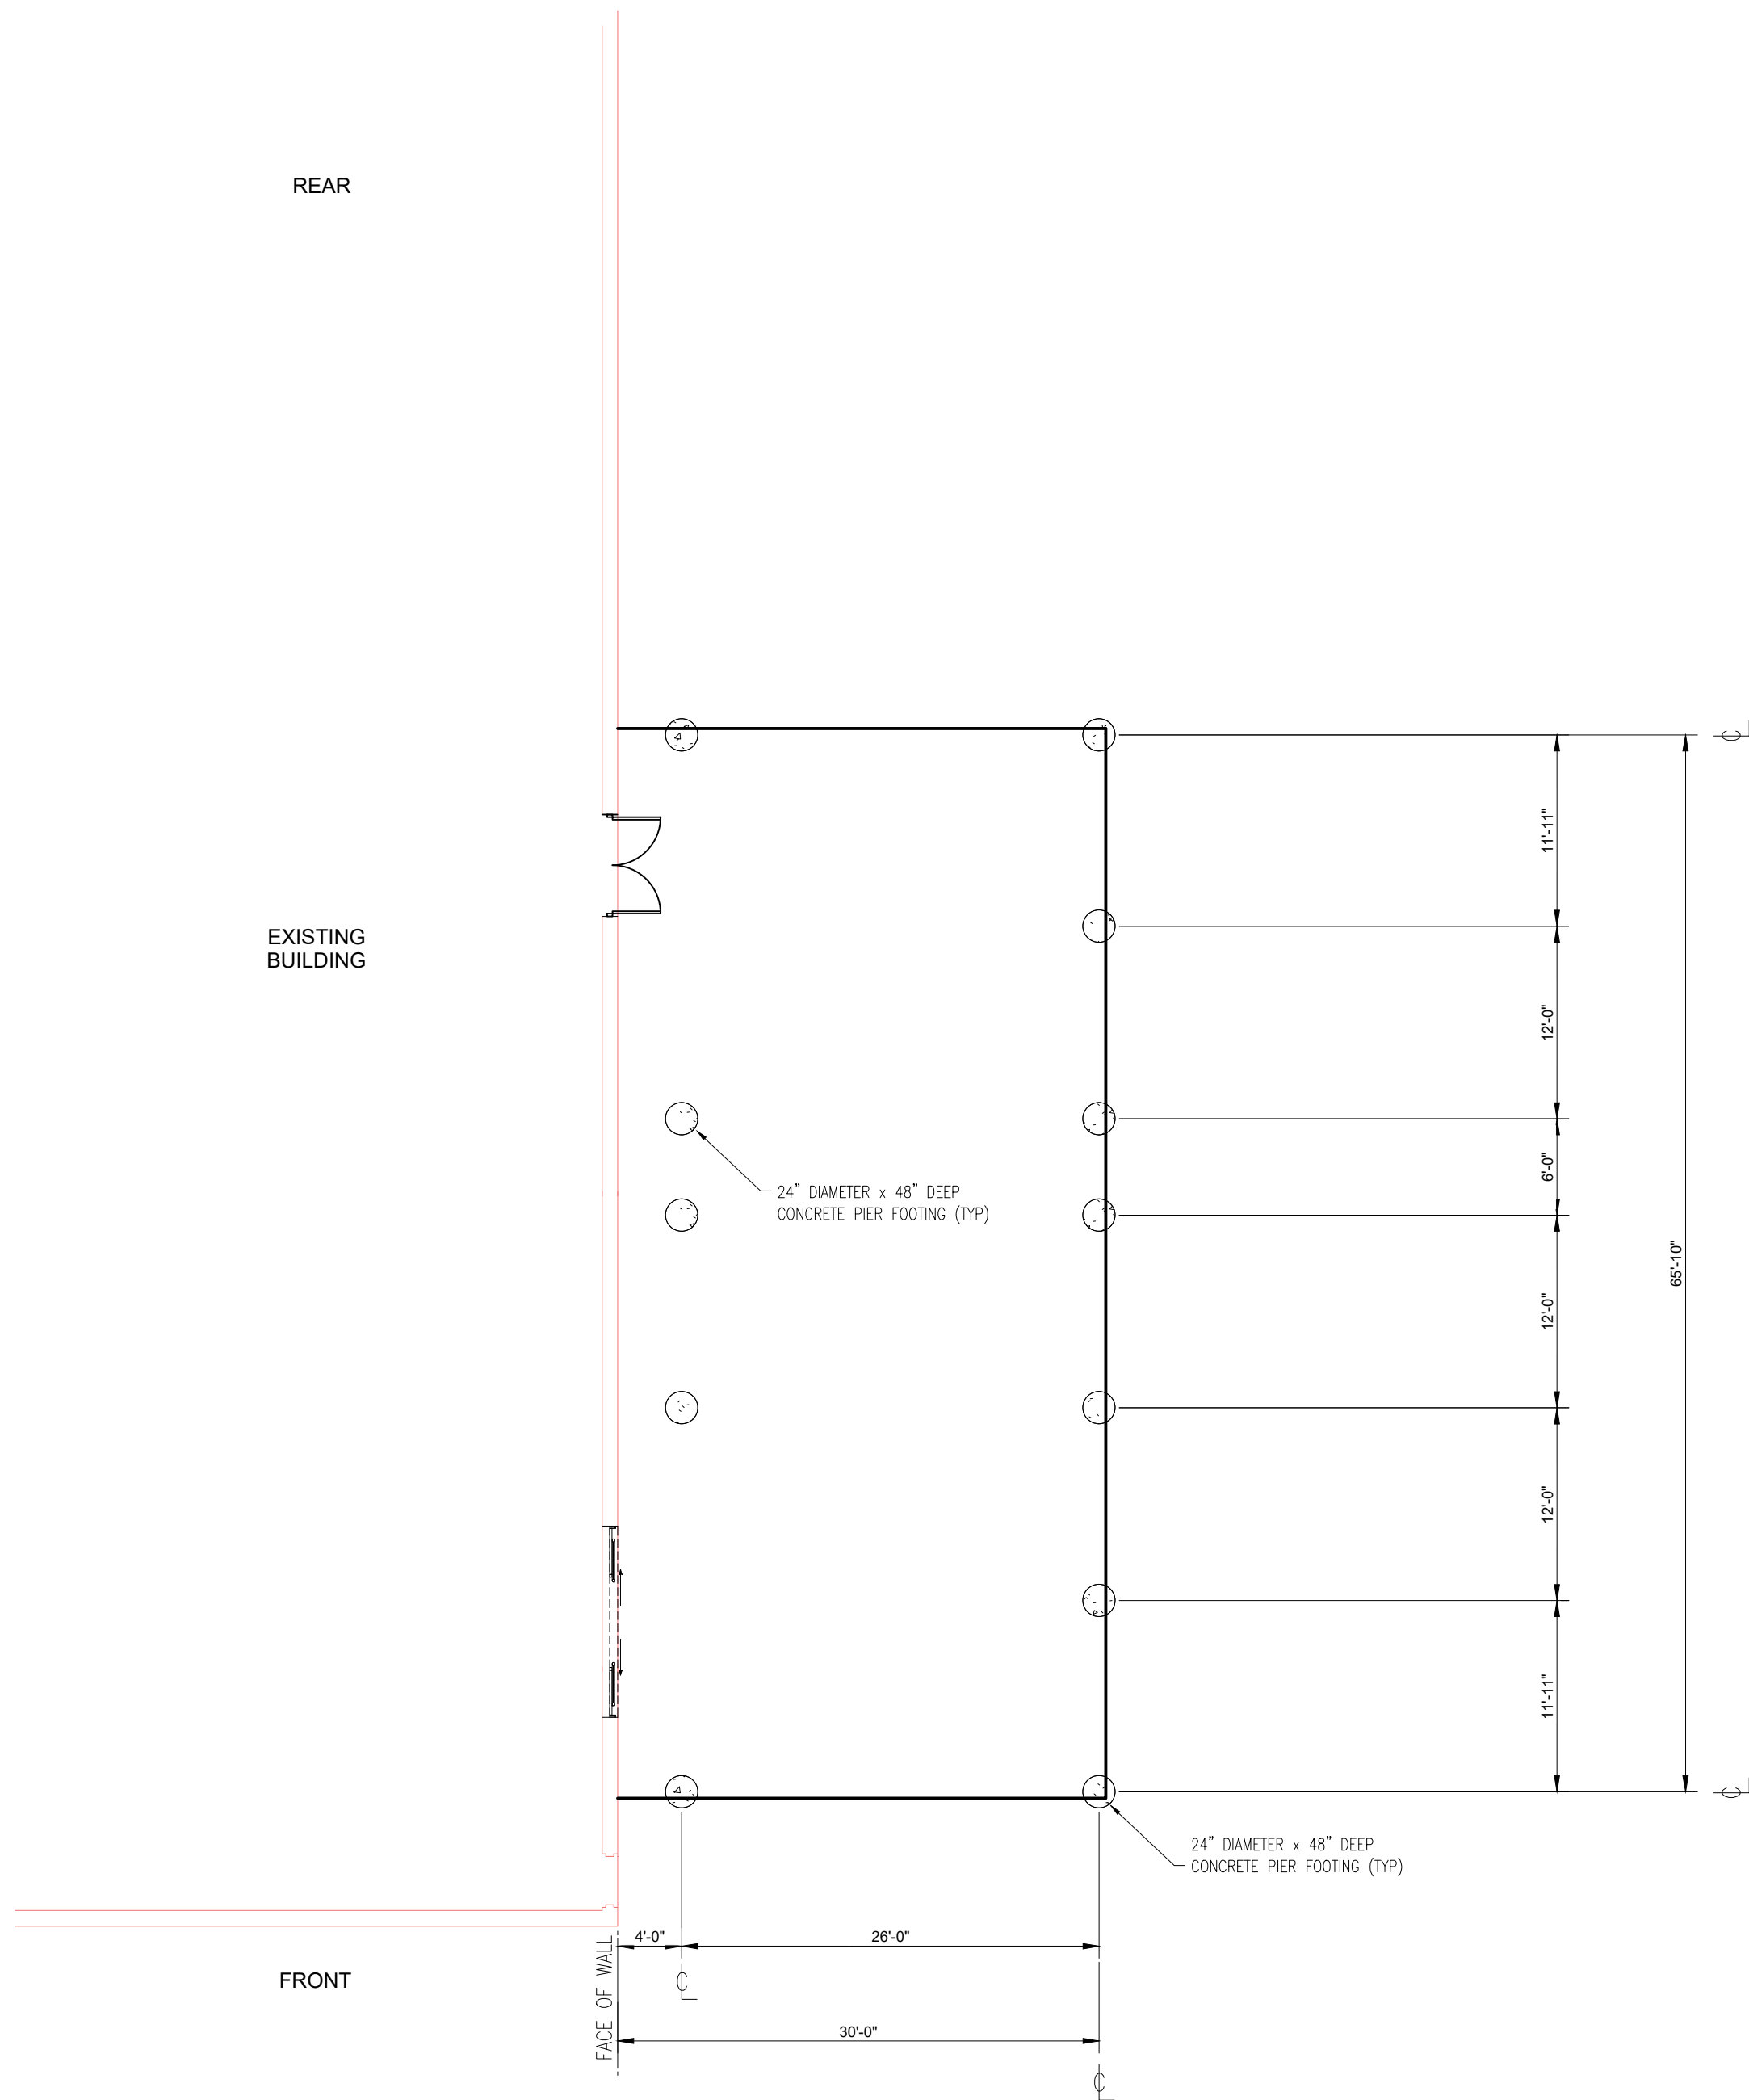 REAR
EXISTING
BUILDING
11'-11"
12'-0"
6'-0"
24” DIAMETER x 48” DEEP
CONCRETE PIER FOOTING (TYP)
65'-10"
12'-0"
12'-0"
11'-11"
24” DIAMETER x 48” DEEP
CONCRETE PIER FOOTING (TYP)
4'-0"
26'-0"
FACE OF WALL
FRONT
30'-0"